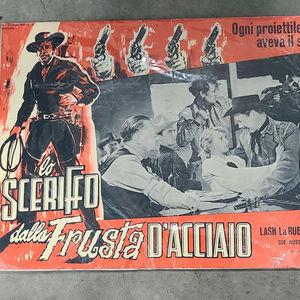 Ogni proiettile
aveva il s
lo
SCERIFFO
dalla Frusta D'ACCIAIO
LASH LA RUE